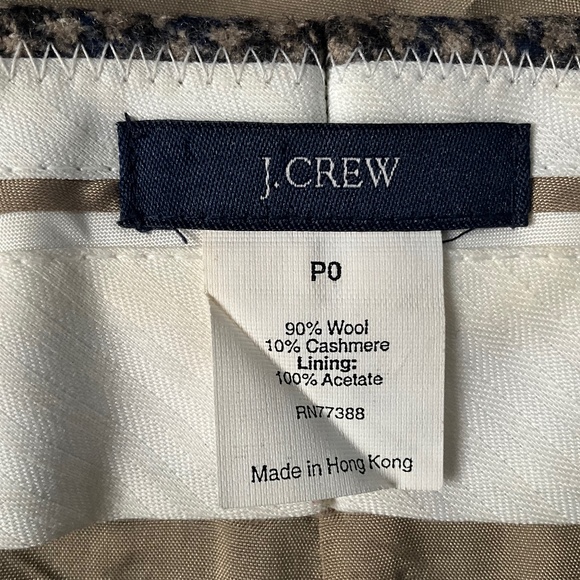 J.CREW
P0
90% Wool
10% Cashmere
Lining:
100% Acetate
RN77388
Made in Hong Kong